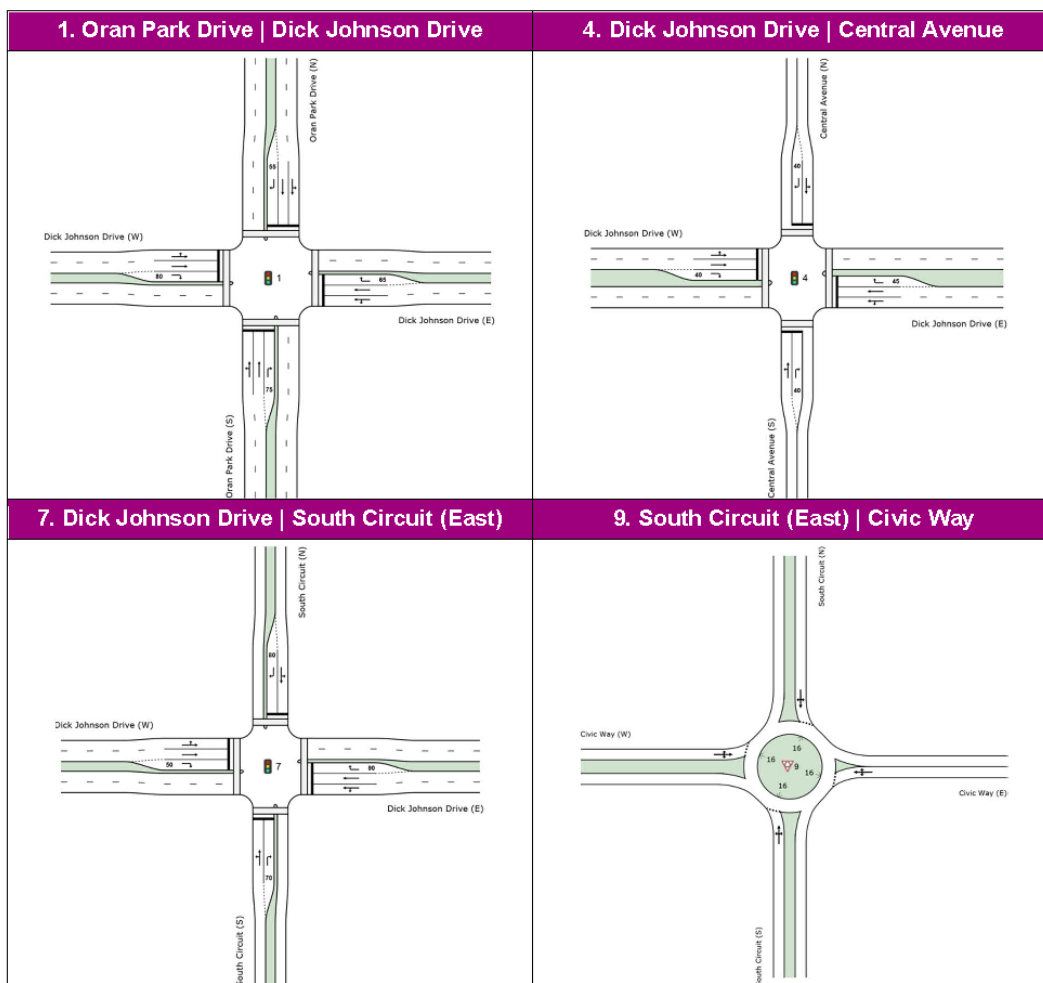 1. Oran Park Drive | Dick Johnson Drive
Oran Park Drive (N)
55
Dick Johnson Drive (W)
80
1
65
Dick Johnson Drive (E)
75
Oran Park Drive (S)
4. Dick Johnson Drive | Central Avenue
Central Avenue (N)
40
Dick Johnson Drive (W)
40
4
45
Dick Johnson Drive (E)
40
Central Avenue (S)
7. Dick Johnson Drive | South Circuit (East)
South Circuit (N)
80
Dick Johnson Drive (W)
50
7
90
Dick Johnson Drive (E)
70
South Circuit (S)
9. South Circuit (East) | Civic Way
South Circuit (N)
Civic Way (W)
16
16
9
16
16
Civic Way (E)
South Circuit (S)